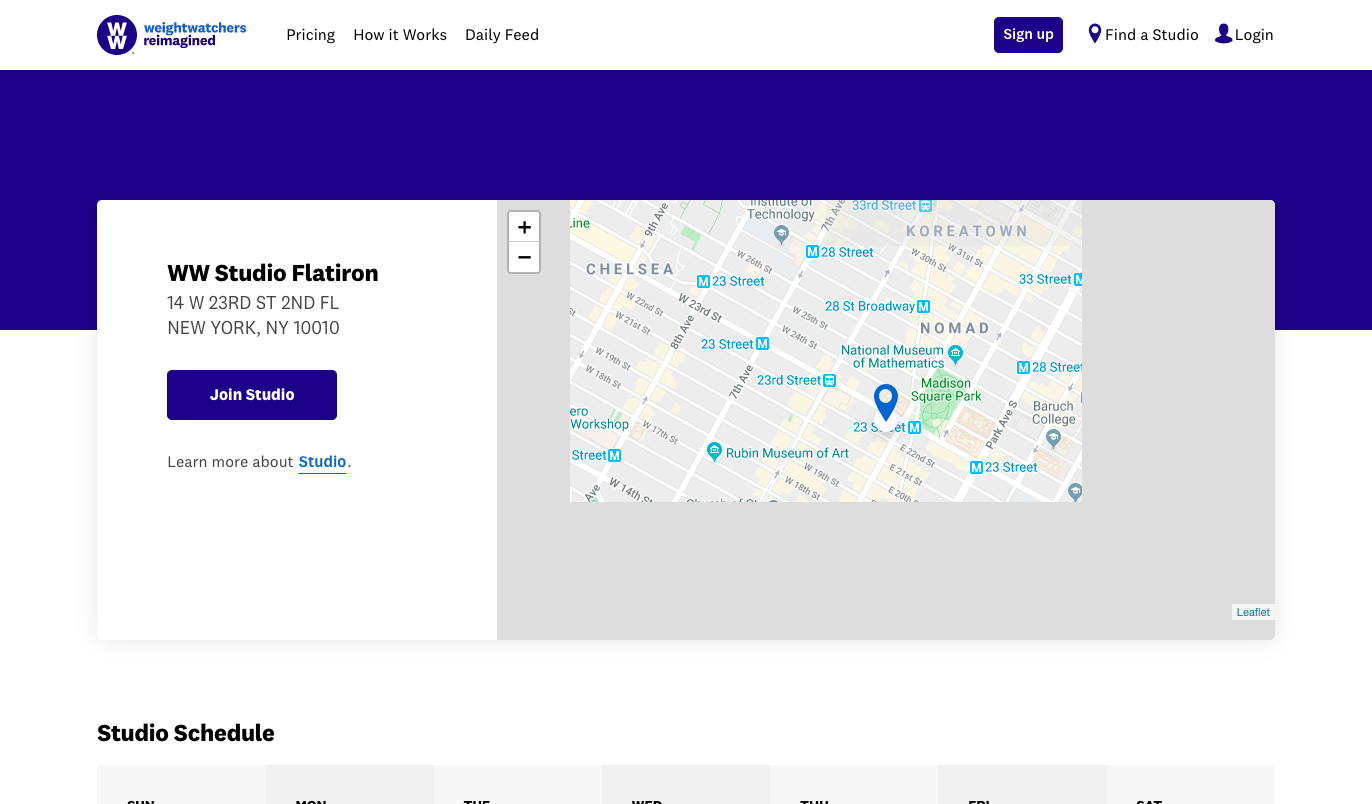 WW
weightwatchers
reimagined
Pricing
How it Works
Daily Feed
Sign up
Find a Studio
Login
WW Studio Flatiron
14 W 23RD ST 2ND FL
NEW YORK, NY 10010
Join Studio
Learn more about Studio.
+
−
Institute of
Technology
33rd Street
7th Ave
KOREATOWN
9th Ave
28 Street
W 30th St
W 31st St
33 Street
CHELSEA
W 26th St
23 Street
28 St Broadway
W 22nd St
W 23rd St
W 25th St
NOMAD
W 21st St
8th Ave
W 24th St
23 Street
National Museum
of Mathematics
28 Street
W 19th St
W 18th St
7th Ave
23rd Street
Madison
Square Park
Workshop
W 17th St
23 Street
Park Ave S
Baruch
College
Street
Rubin Museum of Art
E 22nd St
23 Street
W 19th St
W 18th St
E 21st St
E 20th St
W 14th St
Ave
Leaflet
Studio Schedule
SUN
MON
TUE
WED
THU
FRI
SAT